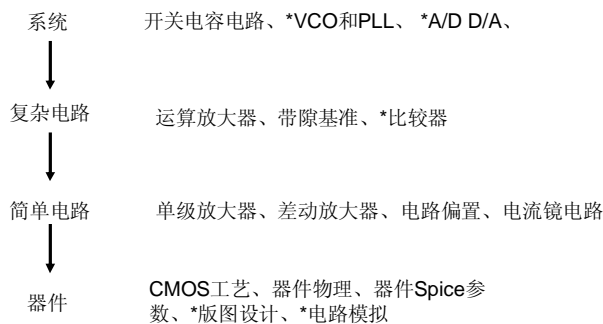 系统 开关电容电路、*VCO和PLL、 *A/D D/A、
复杂电路 运算放大器、带隙基准、*比较器
简单电路 单级放大器、差动放大器、电路偏置、电流镜电路
器件 CMOS工艺、器件物理、器件Spice参
数、*版图设计、*电路模拟